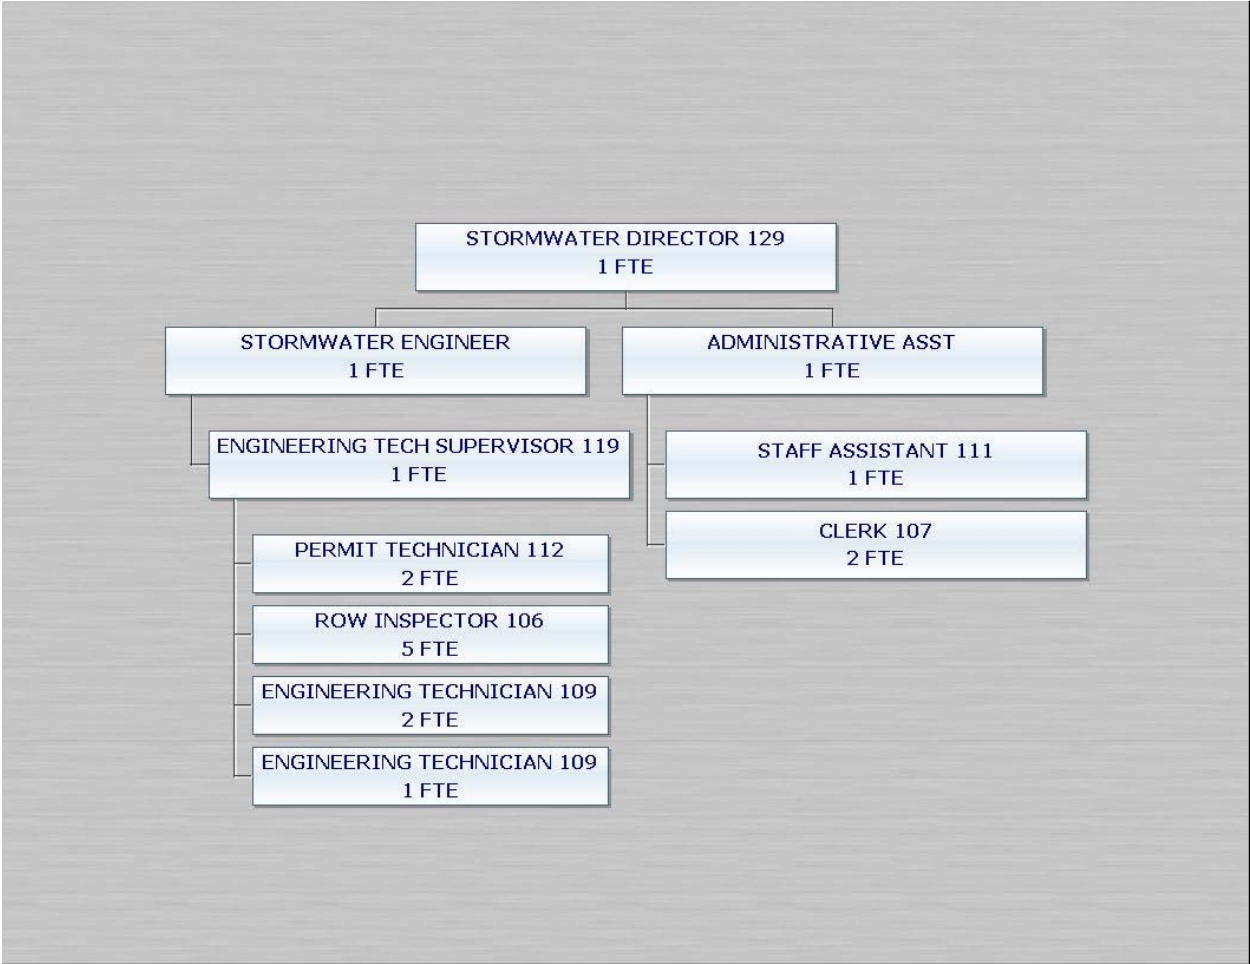 STORMWATER DIRECTOR 129
1 FTE
STORMWATER ENGINEER
1 FTE
ADMINISTRATIVE ASST
1 FTE
ENGINEERING TECH SUPERVISOR 119
1 FTE
STAFF ASSISTANT 111
1 FTE
CLERK 107
2 FTE
PERMIT TECHNICIAN 112
2 FTE
ROW INSPECTOR 106
5 FTE
ENGINEERING TECHNICIAN 109
2 FTE
ENGINEERING TECHNICIAN 109
1 FTE